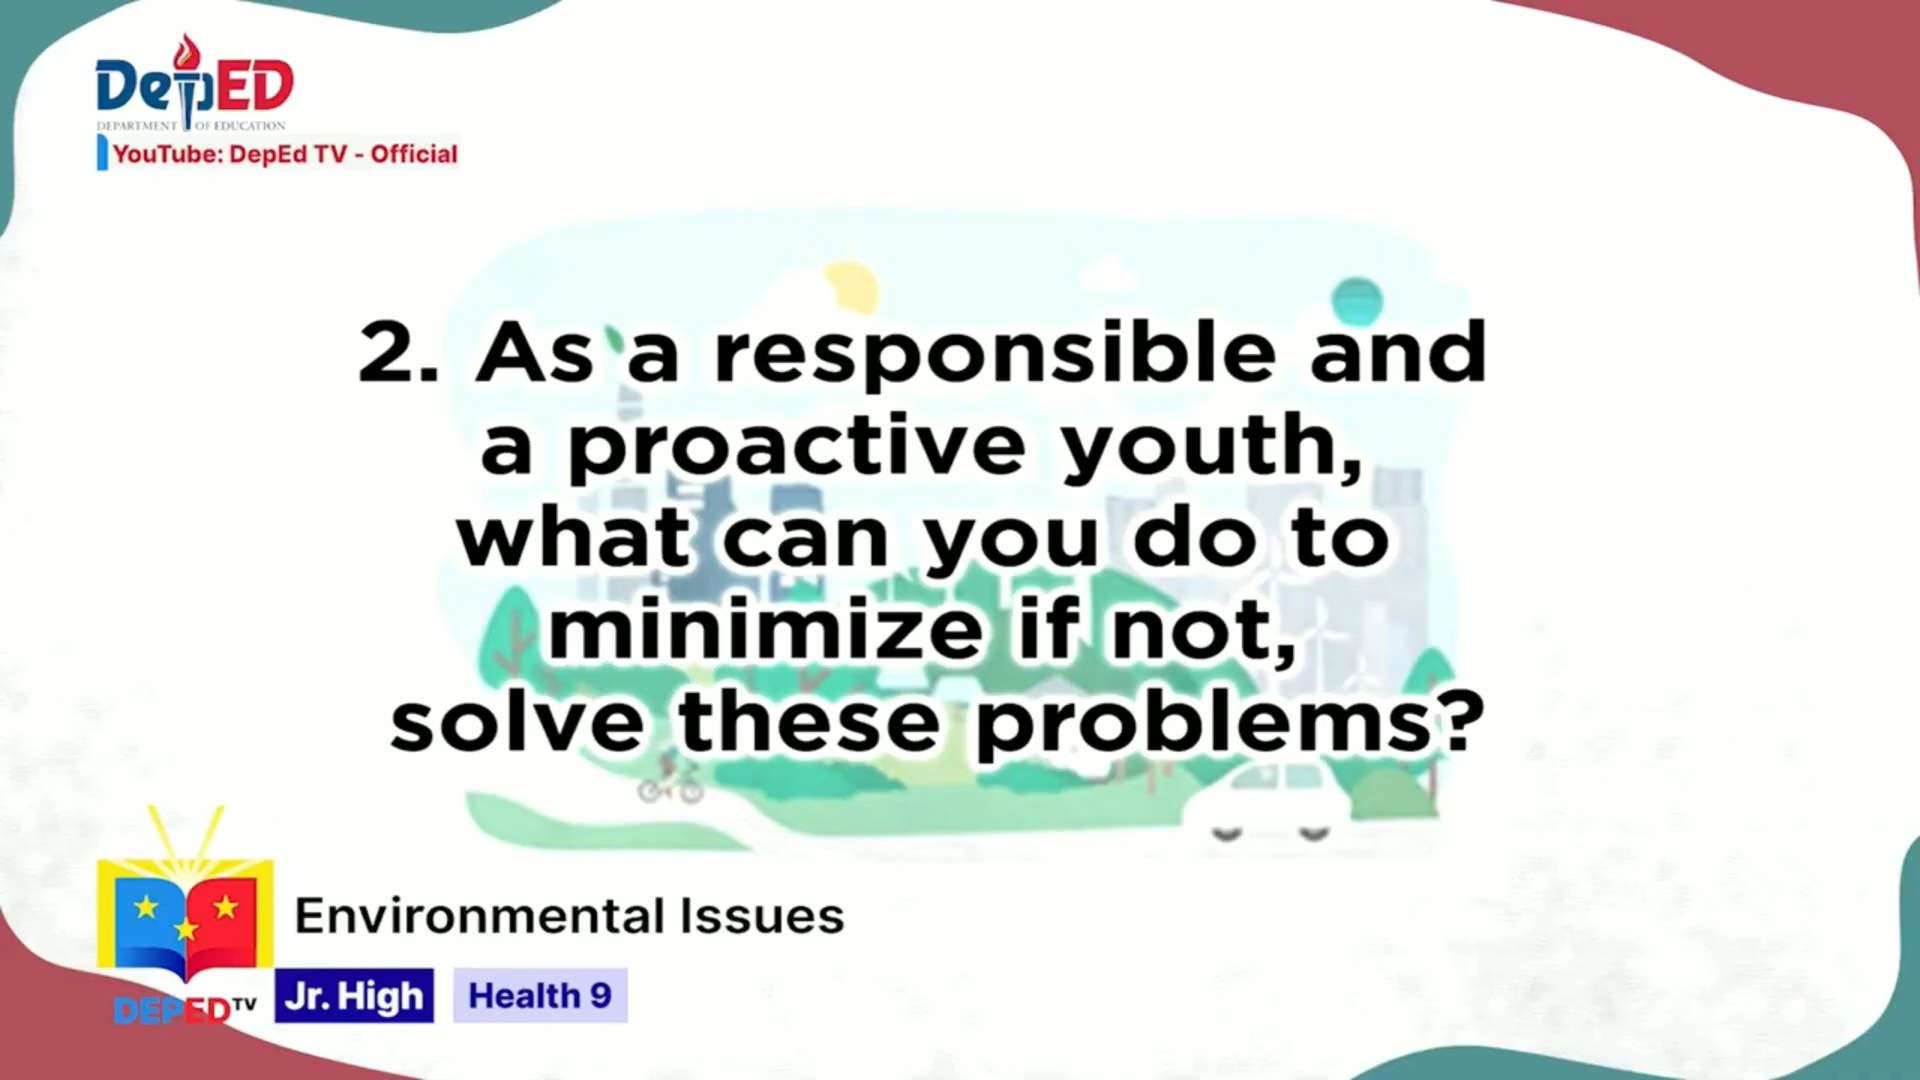 DepED
DEPARTMENT OF EDUCATION
YouTube: DepEd TV - Official
2. As a responsible and
a proactive youth,
what can you do to
minimize if not,
solve these problems?
Environmental Issues
DEPED TV
Jr. High
Health 9